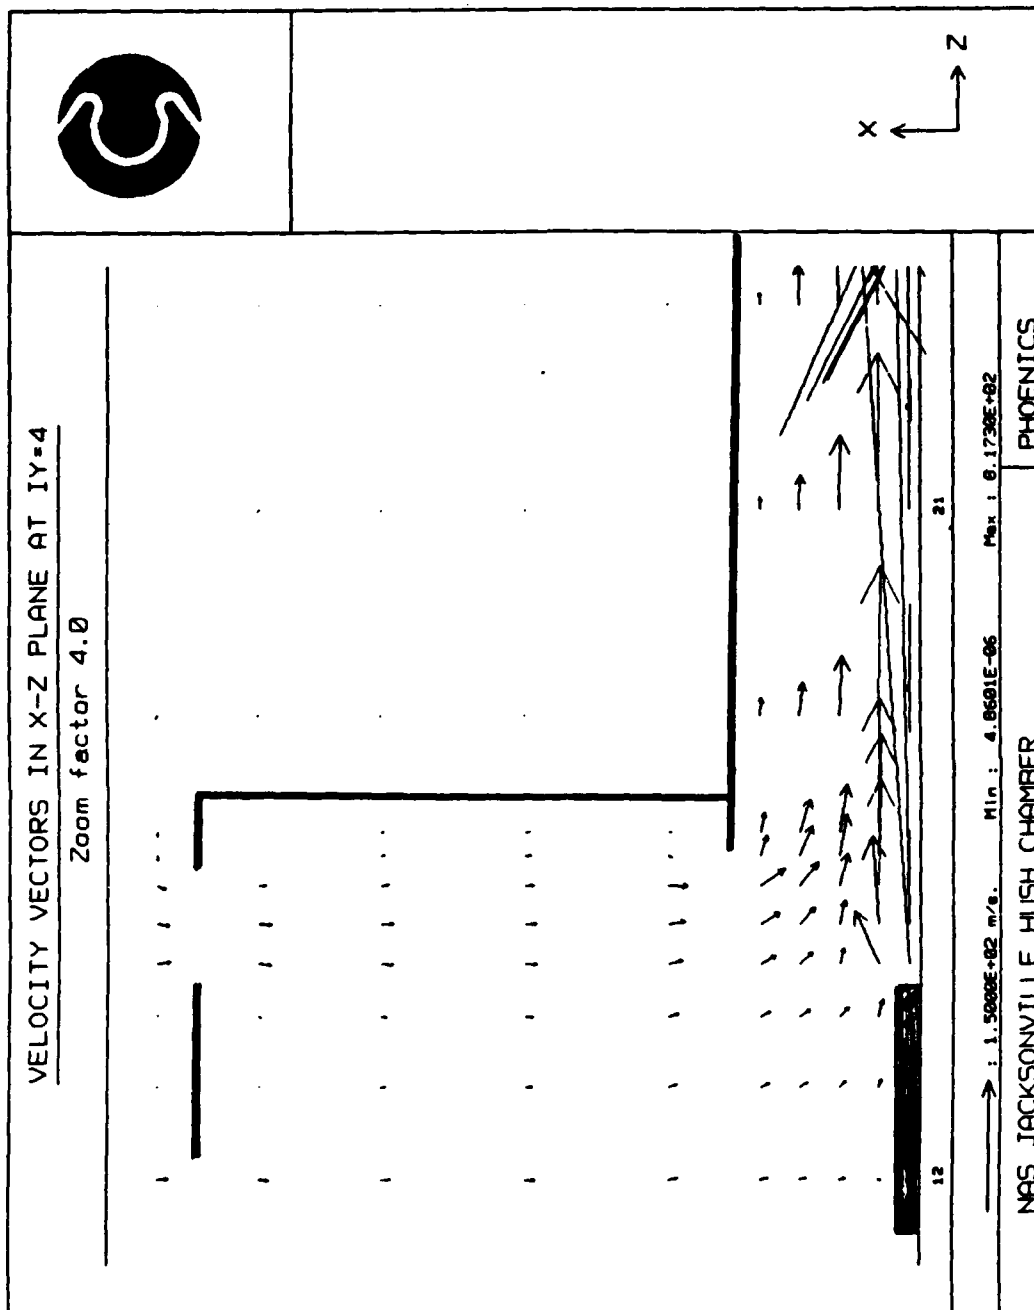 VELOCITY VECTORS IN X-Z PLANE AT IY=4
Zoom factor 4.0
X
Z
12
21
: 1.5000E+02 m/s. Min : 4.8601E-06 Max : 6.1730E+02
NAS JACKSONVILLE HUSH CHAMBER
PHOENICS